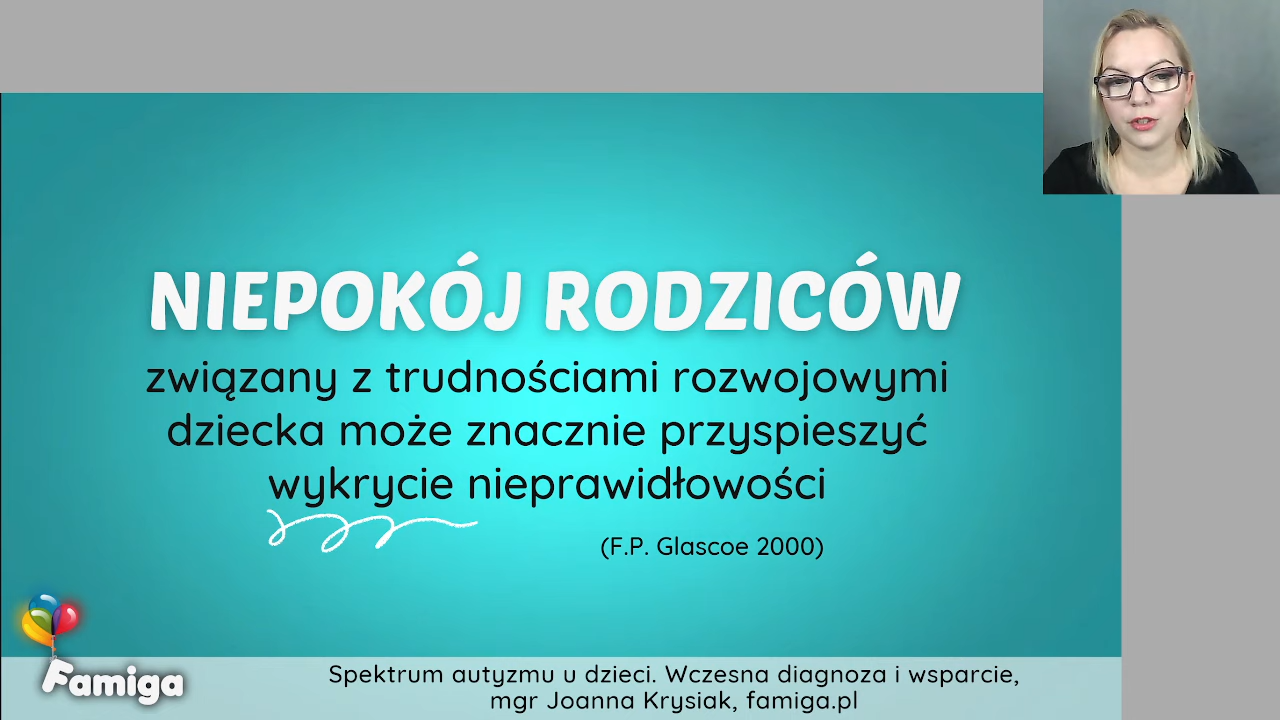 NIEPOKÓJ RODZICÓW
związany z trudnościami rozwojowymi
dziecka może znacznie przyspieszyć
wykrycie nieprawidłowości
(F.P. Glascoe 2000)
Famiga
Spektrum autyzmu u dzieci. Wczesna diagnoza i wsparcie,
mgr Joanna Krysiak, famiga.pl